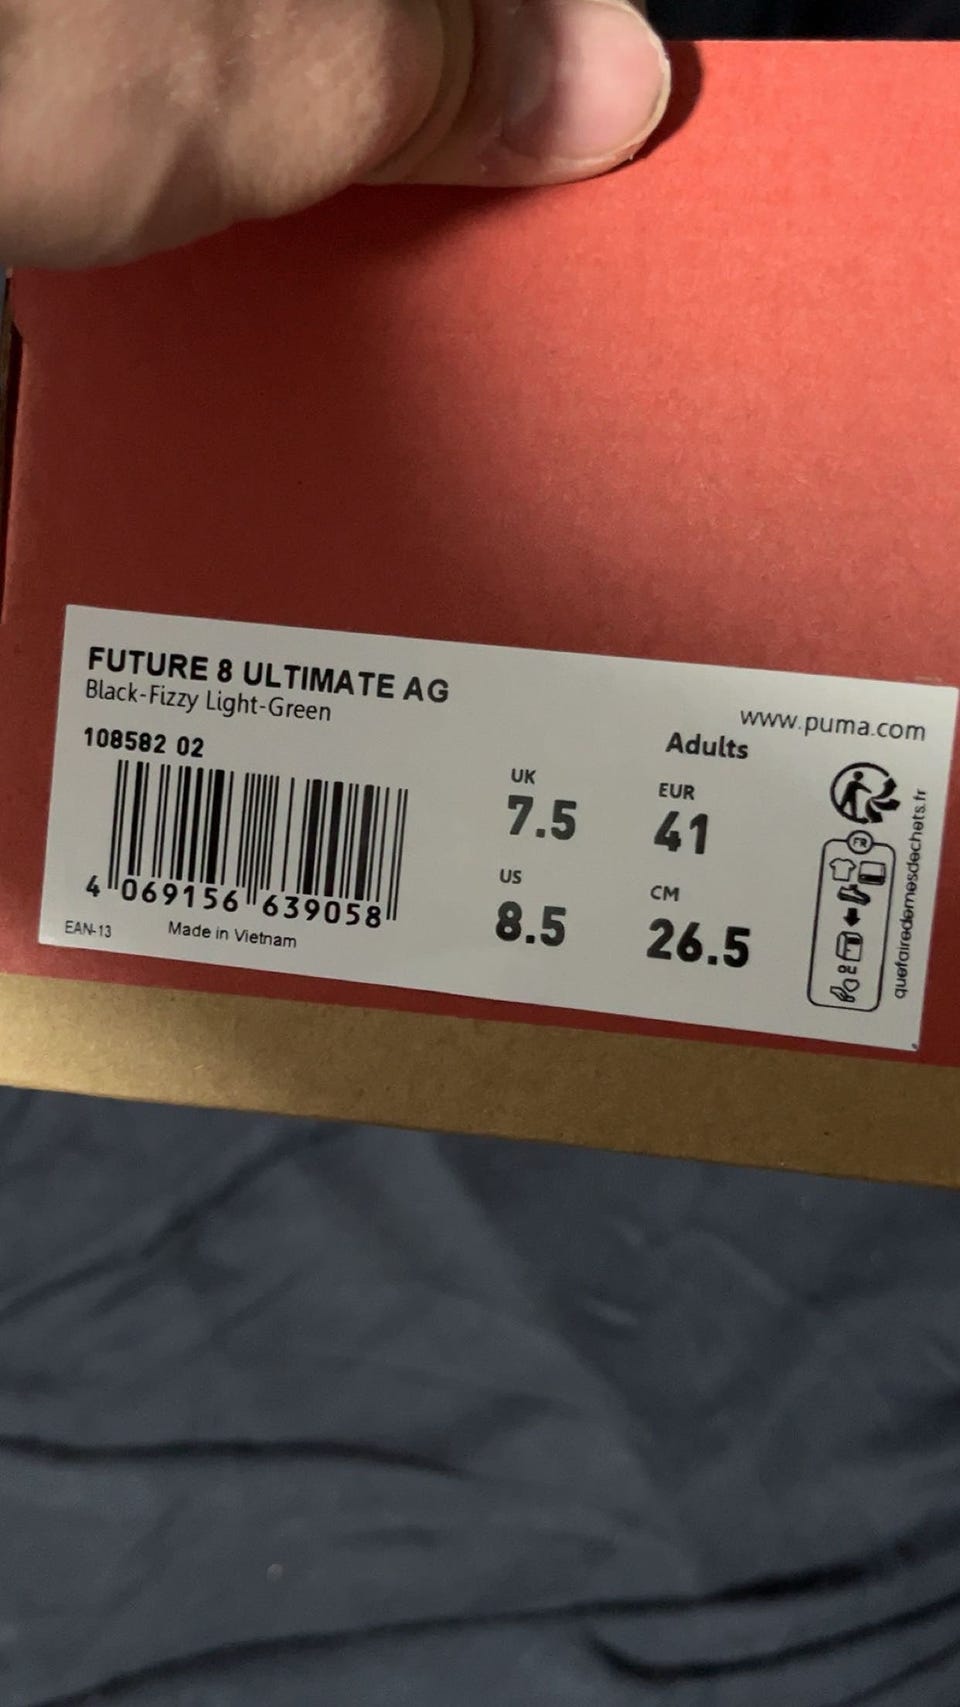 FUTURE 8 ULTIMATE AG
Black-Fizzy Light-Green
www.puma.com
108582 02
Adults
UK
7.5
EUR
41
US
8.5
CM
26.5
4 069156 639058
EAN-13
Made in Vietnam
FR
ou
quefairedemesdechets.fr